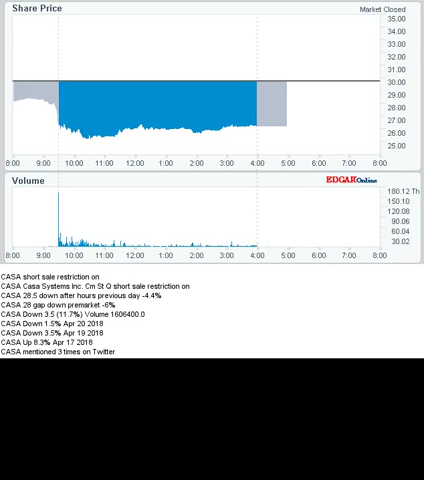 Share Price
Market Closed
35.00
34.00
33.00
32.00
31.00
30.00
29.00
28.00
27.00
26.00
25.00
8:00 9:00 10:00 11:00 12:00 1:00 2:00 3:00 4:00 5:00 6:00 7:00 8:00
Volume
EDGAR Online
180.12 Th
150.10
120.08
90.06
60.04
30.02
8:00 9:00 10:00 11:00 12:00 1:00 2:00 3:00 4:00 5:00 6:00 7:00 8:00
CASA short sale restriction on
CASA Casa Systems Inc. Cm St Q short sale restriction on
CASA 28.5 down after hours previous day -4.4%
CASA 28 gap down premarket -6%
CASA Down 3.5 (11.7%) Volume 1606400.0
CASA Down 1.5% Apr 20 2018
CASA Down 3.5% Apr 19 2018
CASA Up 8.3% Apr 17 2018
CASA mentioned 3 times on Twitter